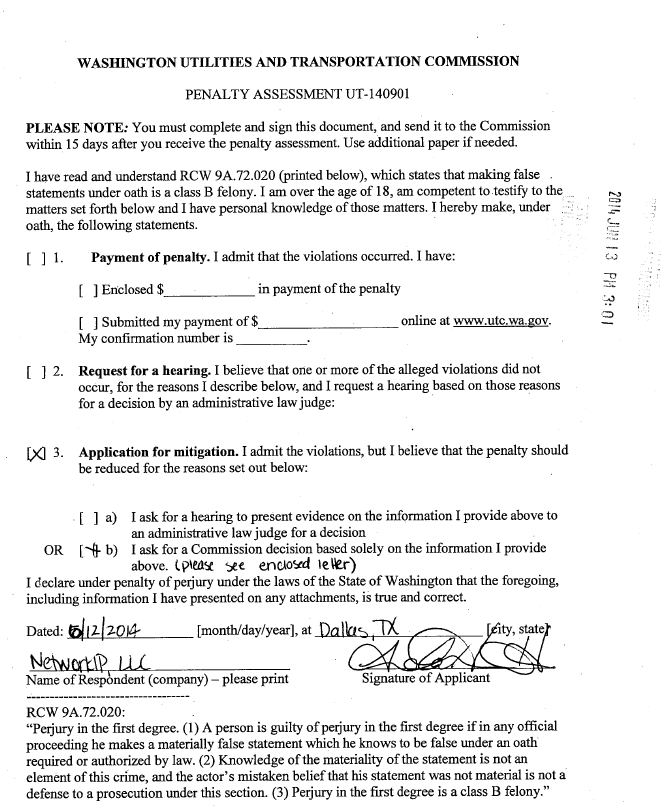 WASHINGTON UTILITIES AND TRANSPORTATION COMMISSION
PENALTY ASSESSMENT UT-140901
PLEASE NOTE: You must complete and sign this document, and send it to the Commission
within 15 days after you receive the penalty assessment. Use additional paper if needed.
I have read and understand RCW 9A.72.020 (printed below), which states that making false
statements under oath is a class B felony. I am over the age of 18, am competent to testify to the
matters set forth below and I have personal knowledge of those matters. I hereby make, under
oath, the following statements.
[ ] 1. Payment of penalty. I admit that the violations occurred. I have:
[ ] Enclosed $____________ in payment of the penalty
[ ] Submitted my payment of $___________________ online at www.utc.wa.gov.
My confirmation number is __________.
[ ] 2. Request for a hearing. I believe that one or more of the alleged violations did not
occur, for the reasons I describe below, and I request a hearing based on those reasons
for a decision by an administrative law judge:
[X] 3. Application for mitigation. I admit the violations, but I believe that the penalty should
be reduced for the reasons set out below:
[ ] a) I ask for a hearing to present evidence on the information I provide above to
an administrative law judge for a decision
OR [X] b) I ask for a Commission decision based solely on the information I provide
above. (please see enclosed letter)
I declare under penalty of perjury under the laws of the State of Washington that the foregoing,
including information I have presented on any attachments, is true and correct.
Dated: 6/12/2014 [month/day/year], at Dallas, TX [city, state]
NetworkIP, LLC
Name of Respondent (company) – please print Signature of Applicant
-----------------------------------
RCW 9A.72.020:
“Perjury in the first degree. (1) A person is guilty of perjury in the first degree if in any official
proceeding he makes a materially false statement which he knows to be false under an oath
required or authorized by law. (2) Knowledge of the materiality of the statement is not an
element of this crime, and the actor’s mistaken belief that his statement was not material is not a
defense to a prosecution under this section. (3) Perjury in the first degree is a class B felony.”
2014 JUN 13 PM 3:01